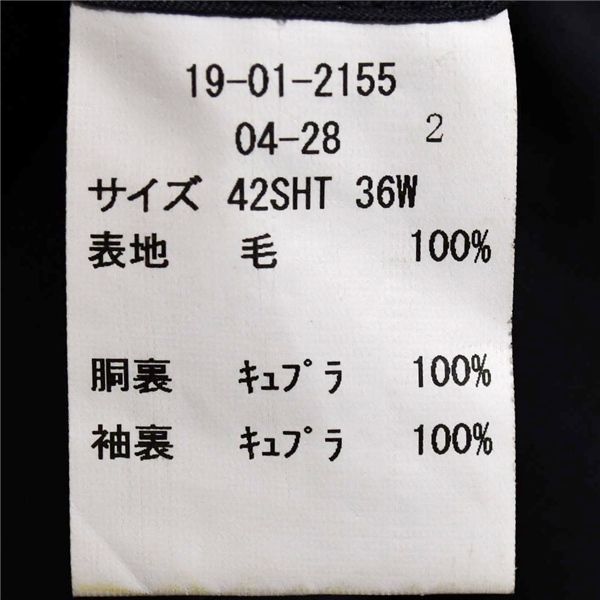 19-01-2155
04-28 2
サイズ 42SHT 36W
表地 毛 100%
胴裏 ｷｭﾌﾟﾗ 100%
袖裏 ｷｭﾌﾟﾗ 100%